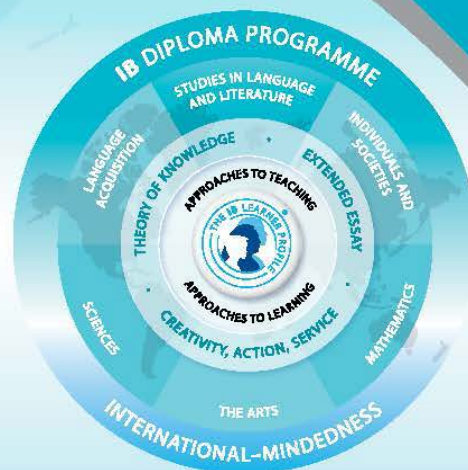 IB DIPLOMA PROGRAMME
STUDIES IN LANGUAGE
AND LITERATURE
LANGUAGE
ACQUISITION
INDIVIDUALS AND
SOCIETIES
THEORY OF KNOWLEDGE
EXTENDED ESSAY
APPROACHES TO TEACHING
THE IB LEARNER PROFILE
APPROACHES TO LEARNING
CREATIVITY, ACTION, SERVICE
SCIENCES
MATHEMATICS
THE ARTS
INTERNATIONAL-MINDEDNESS